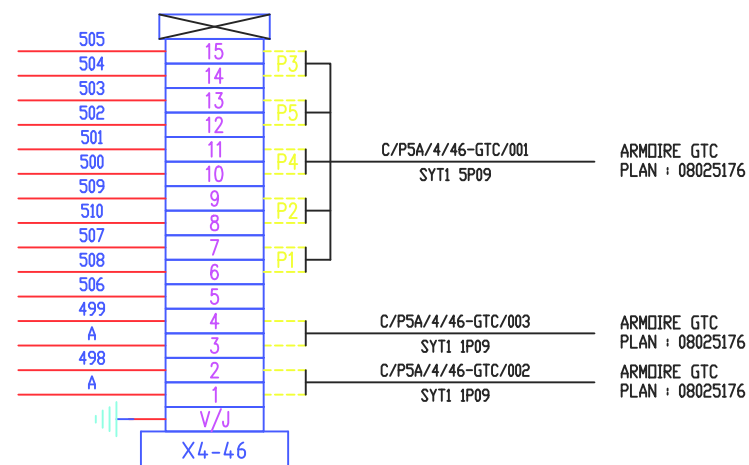 505 15
504 14 P3
503 13
502 12 P5
501 11 C/P5A/4/46-GTC/001 ARMOIRE GTC
500 10 P4 SYT1 5P09 PLAN : 08025176
509 9
510 8 P2
507 7
508 6 P1
506 5
499 4 C/P5A/4/46-GTC/003 ARMOIRE GTC
A 3 SYT1 1P09 PLAN : 08025176
498 2 C/P5A/4/46-GTC/002 ARMOIRE GTC
A 1 SYT1 1P09 PLAN : 08025176
V/J
X4-46